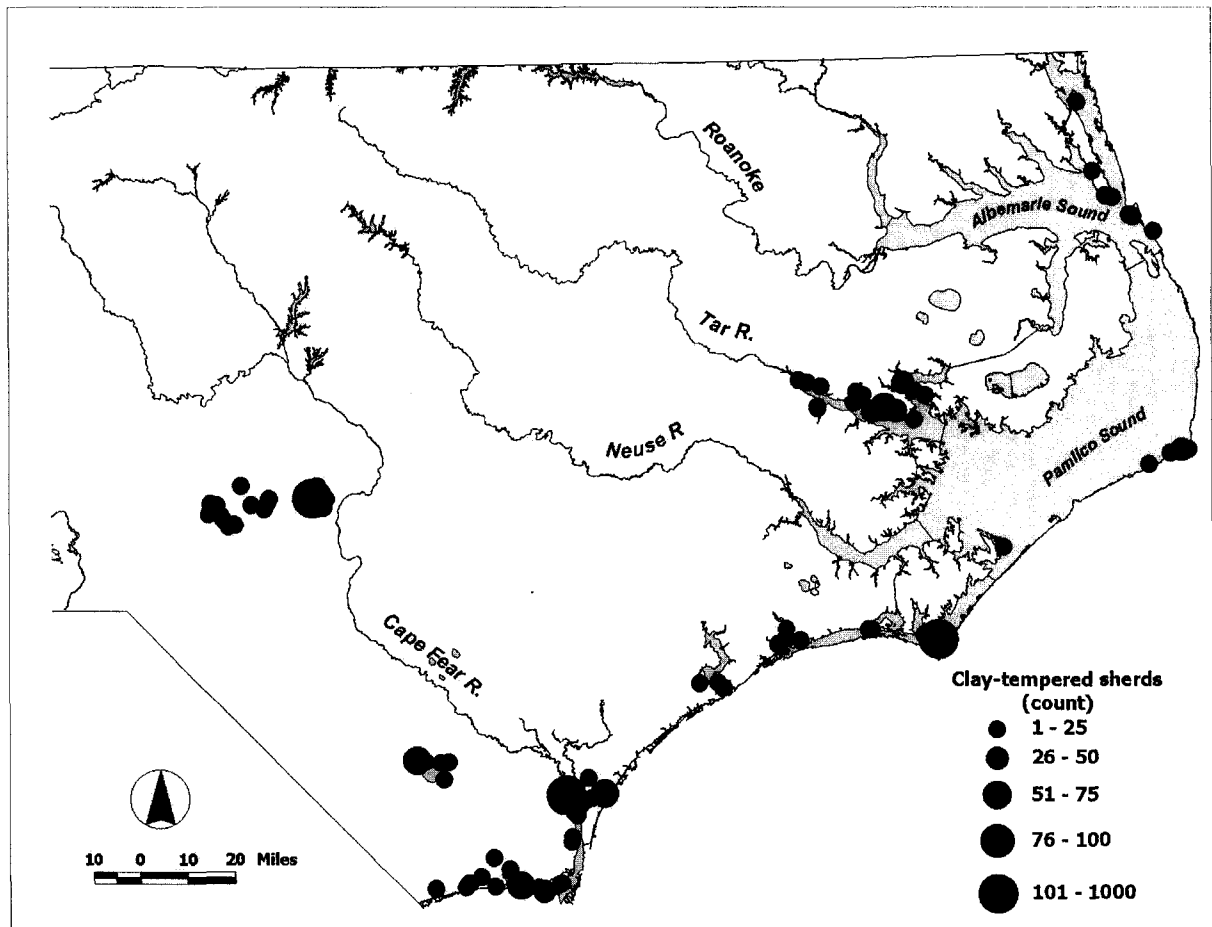 Roanoke
Albemarle Sound
Tar R.
Pamlico Sound
Neuse R
Cape Fear R.
Clay-tempered sherds
(count)
1 - 25
26 - 50
51 - 75
76 - 100
101 - 1000
10 0 10 20 Miles